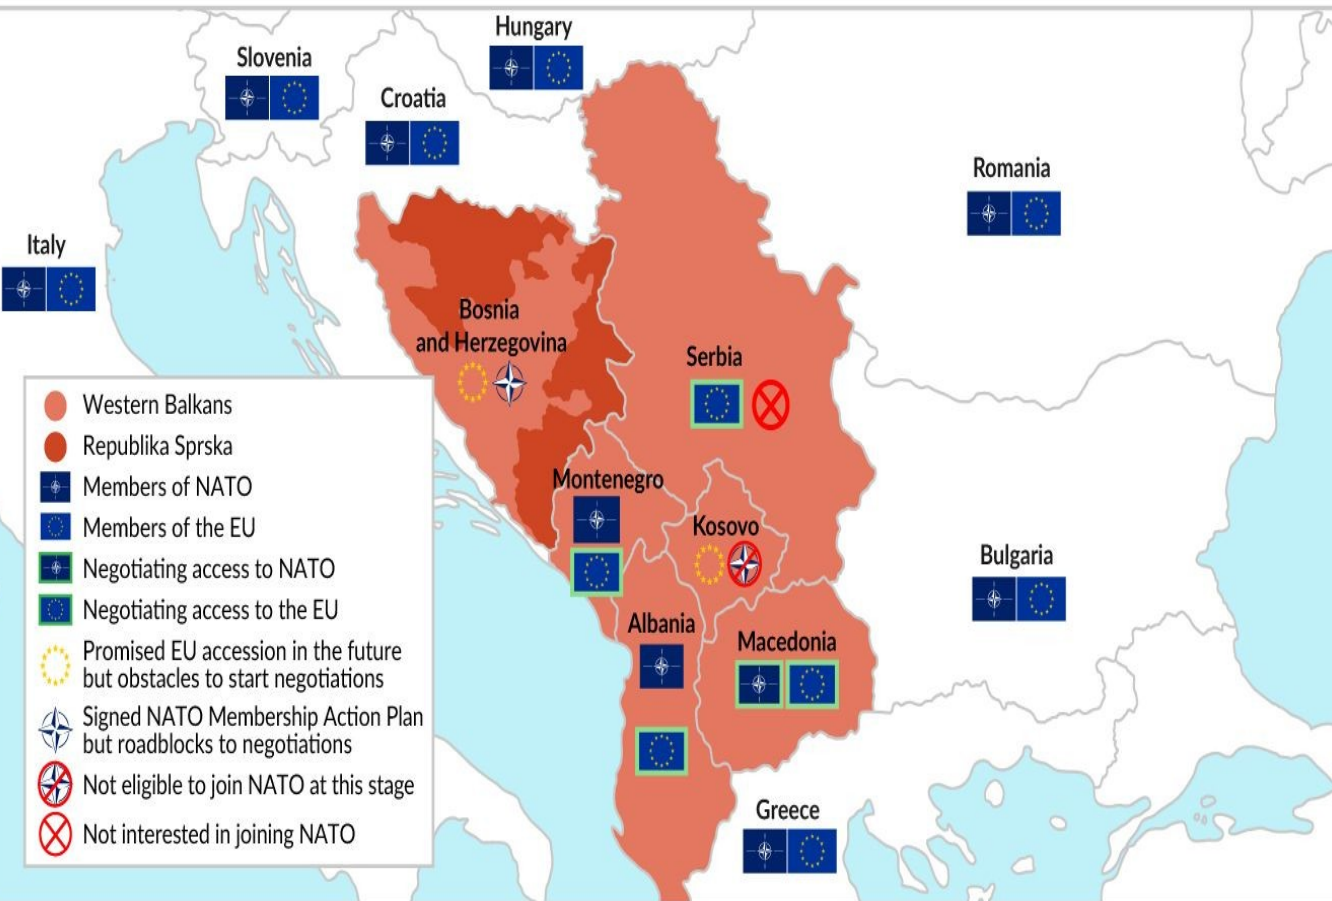 Hungary
Slovenia
Croatia
Romania
Italy
Bosnia
and Herzegovina
Serbia
Montenegro
Kosovo
Bulgaria
Albania
Macedonia
Greece
Western Balkans
Republika Sprska
Members of NATO
Members of the EU
Negotiating access to NATO
Negotiating access to the EU
Promised EU accession in the future
but obstacles to start negotiations
Signed NATO Membership Action Plan
but roadblocks to negotiations
Not eligible to join NATO at this stage
Not interested in joining NATO